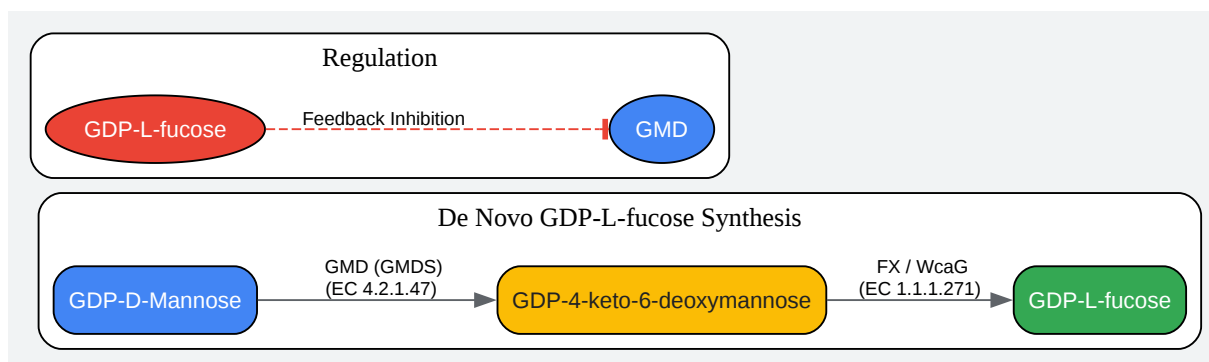 Regulation
GDP-L-fucose
Feedback Inhibition
GMD
De Novo GDP-L-fucose Synthesis
GDP-D-Mannose
GMD (GMDS)
(EC 4.2.1.47)
GDP-4-keto-6-deoxymannose
FX / WcaG
(EC 1.1.1.271)
GDP-L-fucose